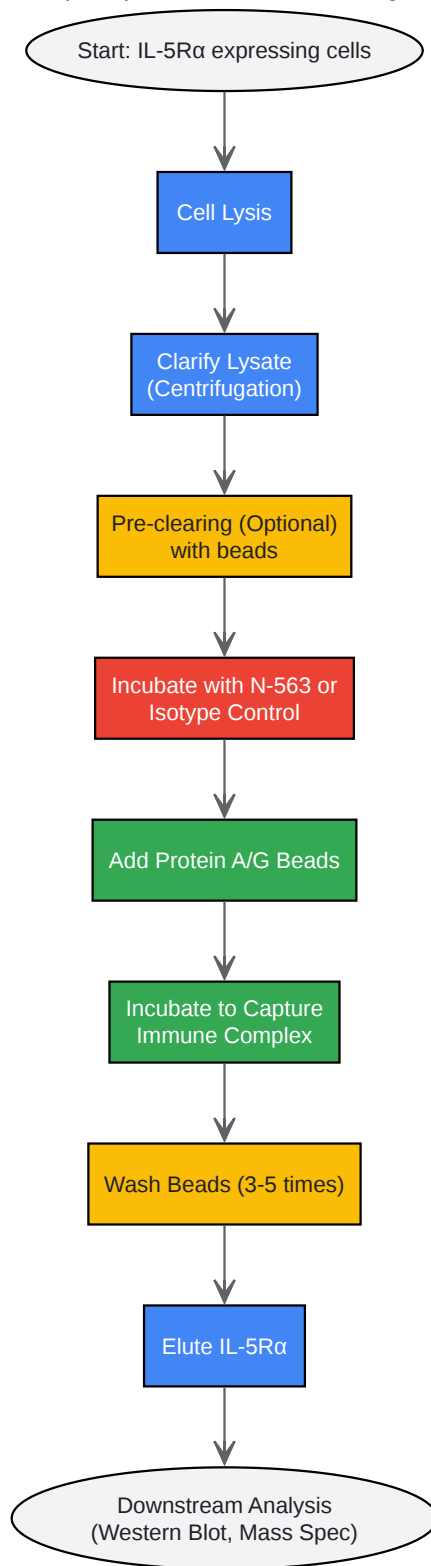 Start: IL-5Rα expressing cells
Cell Lysis
Clarify Lysate
(Centrifugation)
Pre-clearing (Optional)
with beads
Incubate with N-563 or
Isotype Control
Add Protein A/G Beads
Incubate to Capture
Immune Complex
Wash Beads (3-5 times)
Elute IL-5Rα
Downstream Analysis
(Western Blot, Mass Spec)